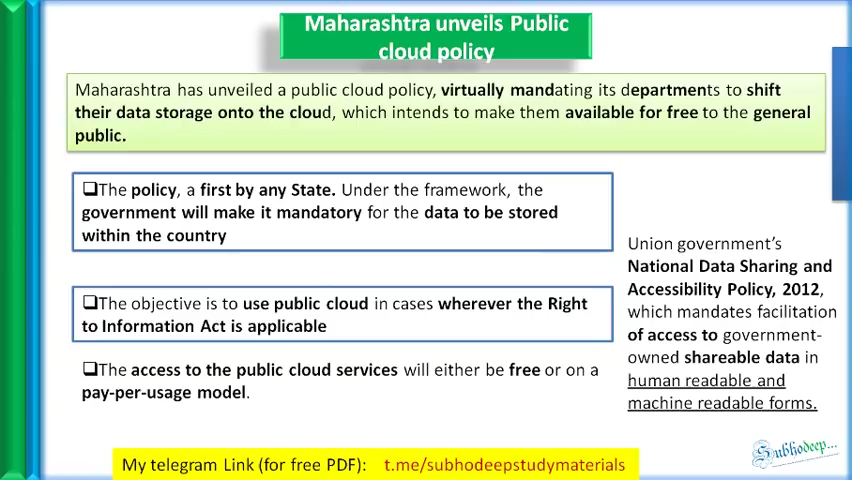 Maharashtra unveils Public
cloud policy
Maharashtra has unveiled a public cloud policy, virtually mandating its departments to shift
their data storage onto the cloud, which intends to make them available for free to the general
public.
❑The policy, a first by any State. Under the framework, the
government will make it mandatory for the data to be stored
within the country
❑The objective is to use public cloud in cases wherever the Right
to Information Act is applicable
❑The access to the public cloud services will either be free or on a
pay-per-usage model.
Union government’s
National Data Sharing and
Accessibility Policy, 2012,
which mandates facilitation
of access to government-
owned shareable data in
human readable and
machine readable forms.
My telegram Link (for free PDF): t.me/subhodeepstudymaterials
Subhodeep...